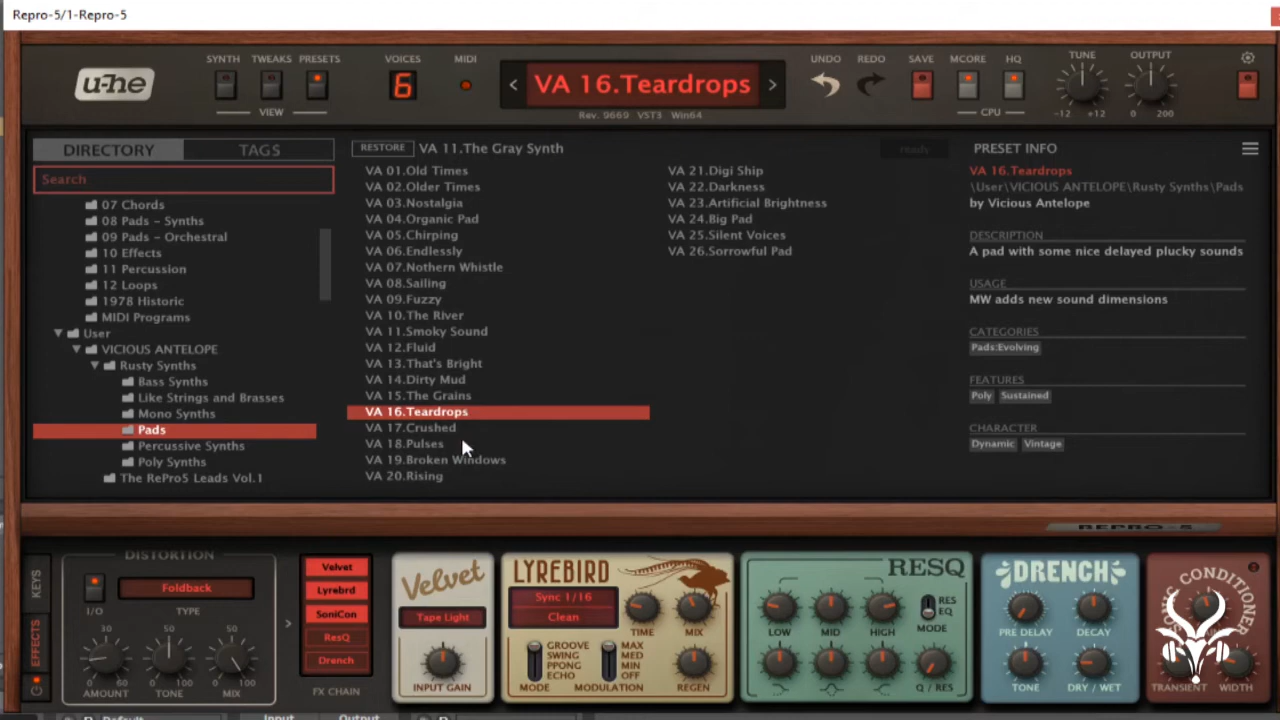 Repro-5/1-Repro-5
SYNTH TWEAKS PRESETS VOICES MIDI UNDO REDO SAVE MCORE HQ TUNE OUTPUT
u-he 6 < VA 16.Teardrops >
VIEW CPU -12 +12 0 200
Rev. 9669 VST3 Win64
DIRECTORY TAGS
Search
07 Chords
08 Pads - Synths
09 Pads - Orchestral
10 Effects
11 Percussion
12 Loops
1978 Historic
MIDI Programs
User
VICIOUS ANTELOPE
Rusty Synths
Bass Synths
Like Strings and Brasses
Mono Synths
Pads
Percussive Synths
Poly Synths
The RePro5 Leads Vol.1
RESTORE VA 11.The Gray Synth ready
VA 01.Old Times
VA 02.Older Times
VA 03.Nostalgia
VA 04.Organic Pad
VA 05.Chirping
VA 06.Endlessly
VA 07.Nothern Whistle
VA 08.Sailing
VA 09.Fuzzy
VA 10.The River
VA 11.Smoky Sound
VA 12.Fluid
VA 13.That's Bright
VA 14.Dirty Mud
VA 15.The Grains
VA 16.Teardrops
VA 17.Crushed
VA 18.Pulses
VA 19.Broken Windows
VA 20.Rising
VA 21.Digi Ship
VA 22.Darkness
VA 23.Artificial Brightness
VA 24.Big Pad
VA 25.Silent Voices
VA 26.Sorrowful Pad
PRESET INFO
VA 16.Teardrops
\User\VICIOUS ANTELOPE\Rusty Synths\Pads
by Vicious Antelope
DESCRIPTION
A pad with some nice delayed plucky sounds
USAGE
MW adds new sound dimensions
CATEGORIES
Pads:Evolving
FEATURES
Poly Sustained
CHARACTER
Dynamic Vintage
REPRO-5
KEYS
EFFECTS
DISTORTION
Foldback
I/O TYPE
30 50 50
0 60 0 100 0 100
AMOUNT TONE MIX
Velvet
Lyrebrd
SoniCon
ResQ
Drench
FX CHAIN
Velvet
Tape Light
INPUT GAIN
LYREBIRD
Sync 1/16
Clean
TIME MIX
GROOVE
SWING
PPONG
ECHO
MODE
MAX
MED
MIN
OFF
MODULATION
REGEN
RESQ
LOW MID HIGH
RES
EQ
MODE
Q / RES
DRENCH
PRE DELAY DECAY
TONE DRY / WET
CONDITIONER
TRANSIENT WIDTH
Default Input Output